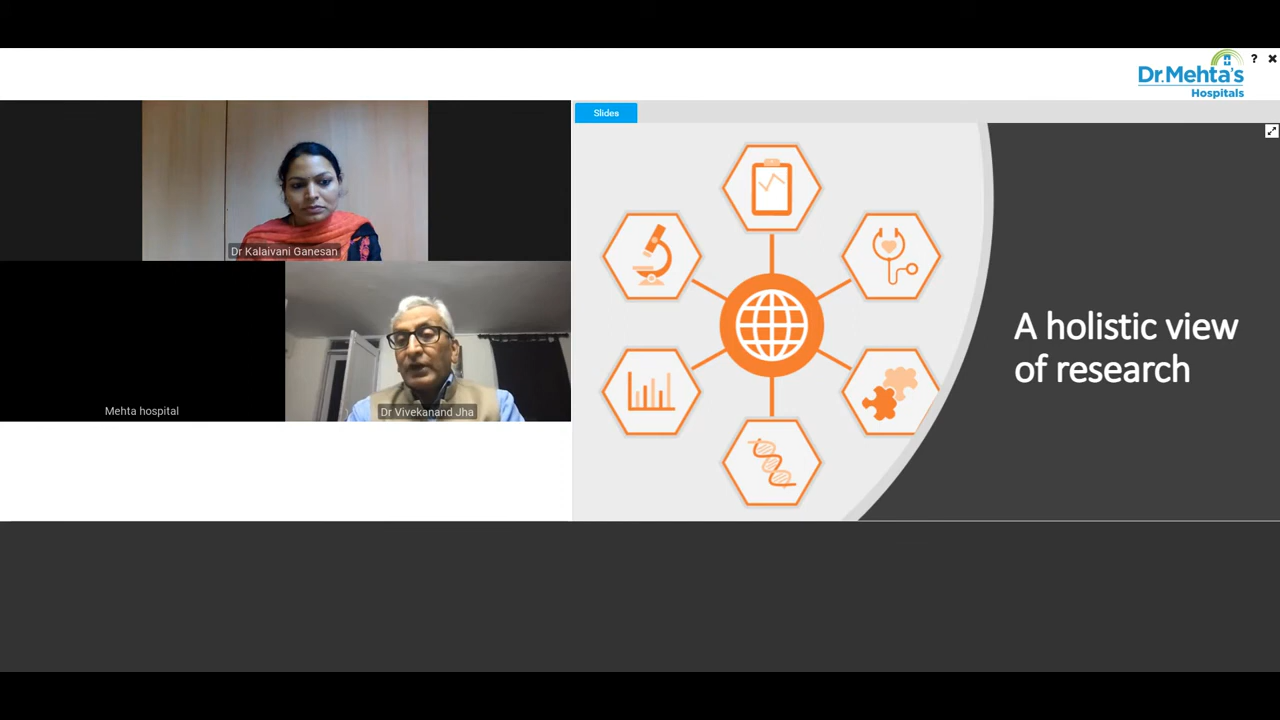 Dr.Mehta's
Hospitals
?
Slides
Dr Kalaivani Ganesan
Mehta hospital
Dr Vivekanand Jha
A holistic view
of research